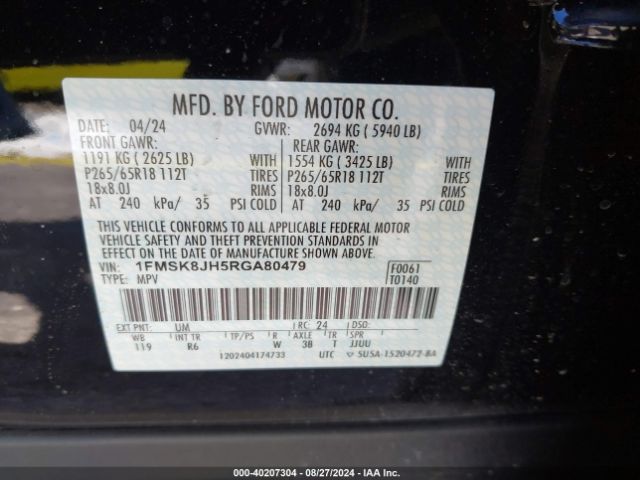 MFD. BY FORD MOTOR CO.
DATE: 04/24 GVWR: 2694 KG ( 5940 LB)
FRONT GAWR: REAR GAWR:
1191 KG ( 2625 LB) WITH 1554 KG ( 3425 LB) WITH
P265/65R18 112T TIRES P265/65R18 112T TIRES
18x8.0J RIMS 18x8.0J RIMS
AT 240 kPa/ 35 PSI COLD AT 240 kPa/ 35 PSI COLD
THIS VEHICLE CONFORMS TO ALL APPLICABLE FEDERAL MOTOR
VEHICLE SAFETY AND THEFT PREVENTION STANDARDS IN
EFFECT ON THE DATE OF MANUFACTURE SHOWN ABOVE.
VIN: 1FMSK8JH5RGA80479 F0061
TYPE: MPV T0140
EXT PNT: UM RC: 24 DSO:
WB INT TR TP/PS R AXLE TR SPR
119 R6 W 3B T JJUU
1202404174733 UTC 5U5A-1520472-BA
000-40207304 - 08/27/2024 - IAAI.COM